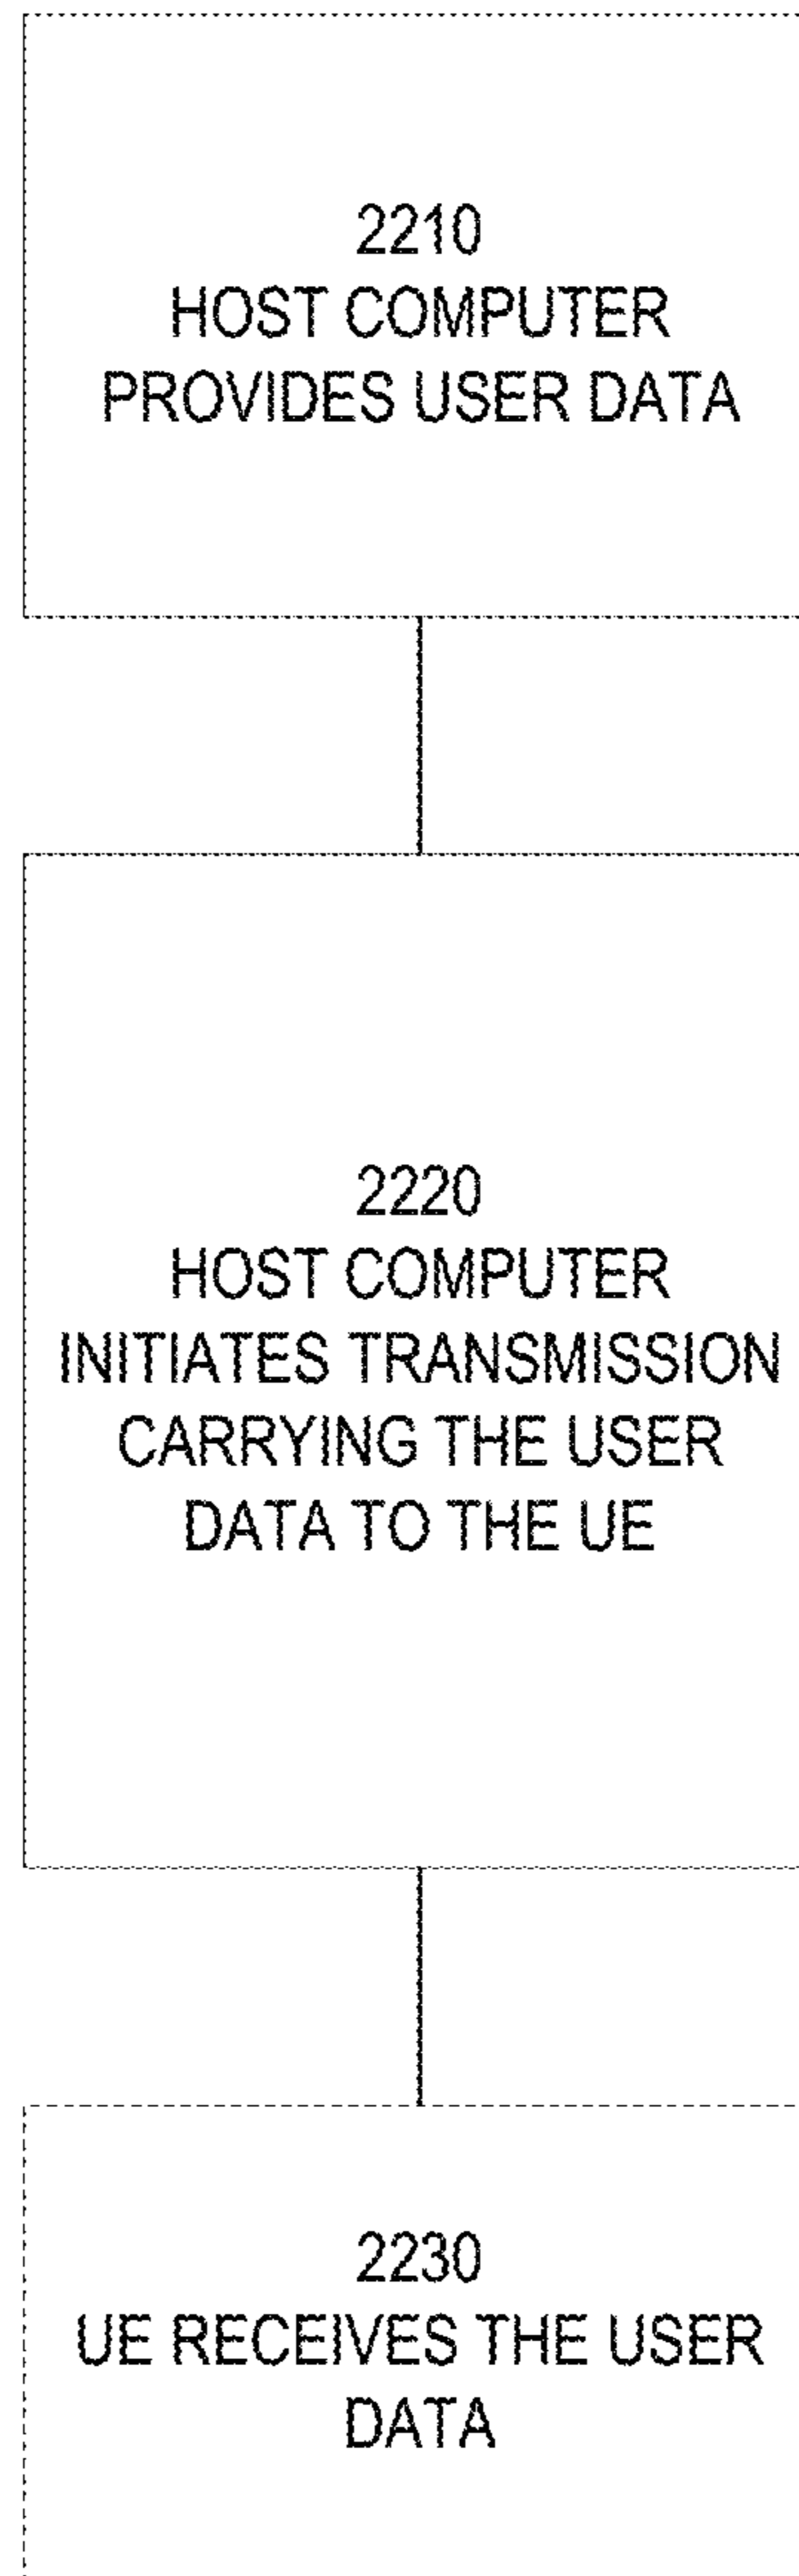 2210
HOST COMPUTER
PROVIDES USER DATA
2220
HOST COMPUTER
INITIATES TRANSMISSION
CARRYING THE USER
DATA TO THE UE
2230
UE RECEIVES THE USER
DATA